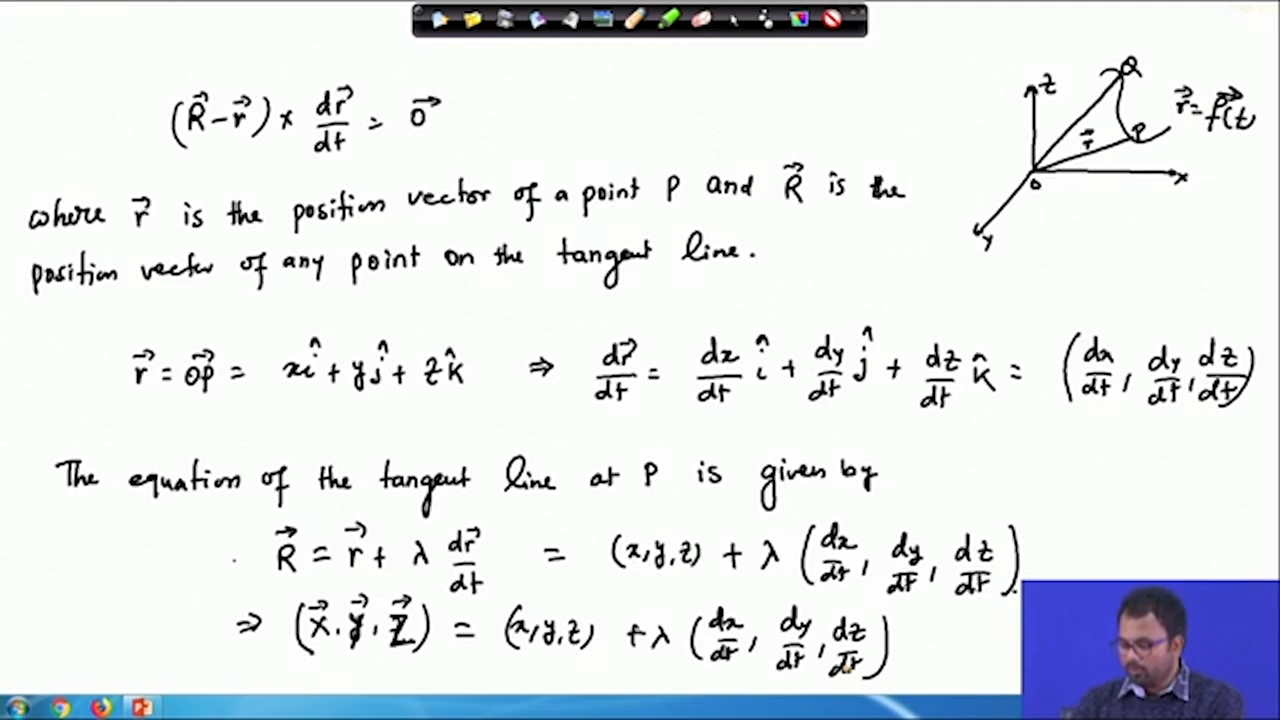 (R⃗ - r⃗) × dr⃗/dt = 0⃗
where r⃗ is the position vector of a point P and R⃗ is the
position vector of any point on the tangent line.
Z
Q
r⃗ = f⃗(t)
P
r⃗
O
X
Y
r⃗ = OP⃗ = xî + yĵ + zk̂ ⇒ dr⃗/dt = dx/dt î + dy/dt ĵ + dz/dt k̂ = (dx/dt, dy/dt, dz/dt)
The equation of the tangent line at P is given by
R⃗ = r⃗ + λ dr⃗/dt = (x, y, z) + λ (dx/dt, dy/dt, dz/dt).
⇒ (X⃗, Y⃗, Z⃗) = (x, y, z) + λ (dx/dt, dy/dt, dz/dt)